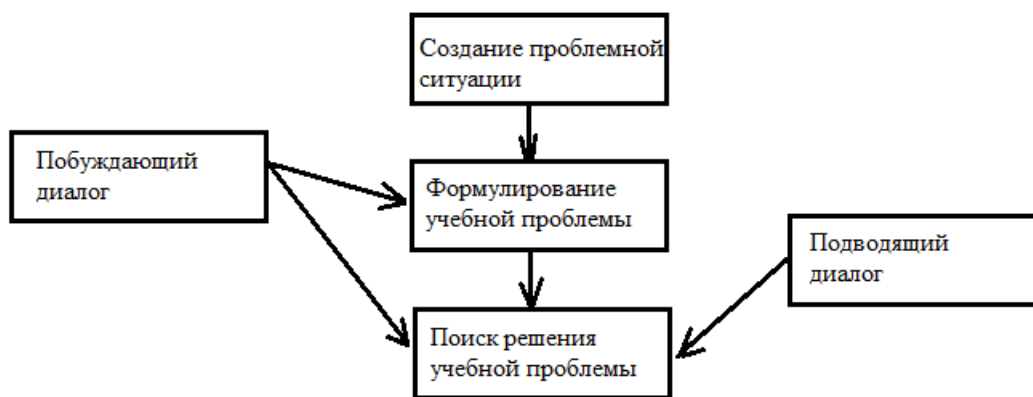 Создание проблемной
ситуации
Побуждающий
диалог
Формулирование
учебной проблемы
Подводящий
диалог
Поиск решения
учебной проблемы